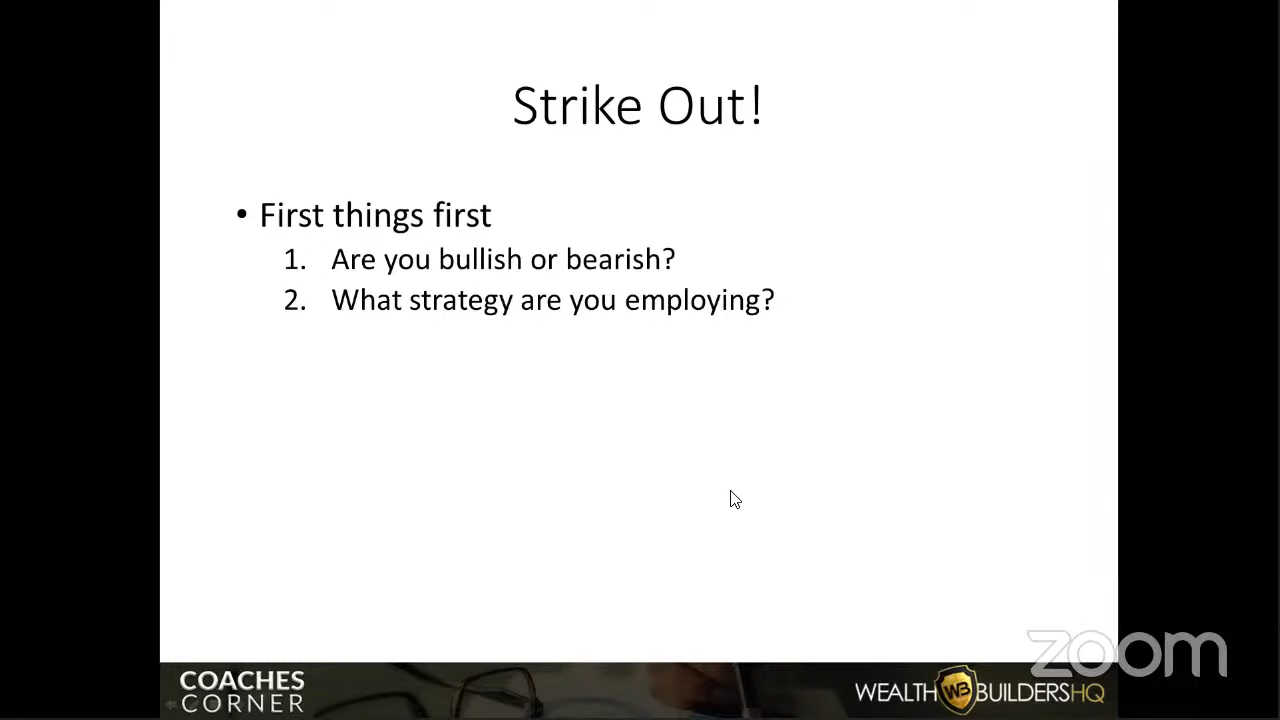 Strike Out!
• First things first
1. Are you bullish or bearish?
2. What strategy are you employing?
zoom
COACHES
CORNER
WEALTH WB BUILDERSHQ